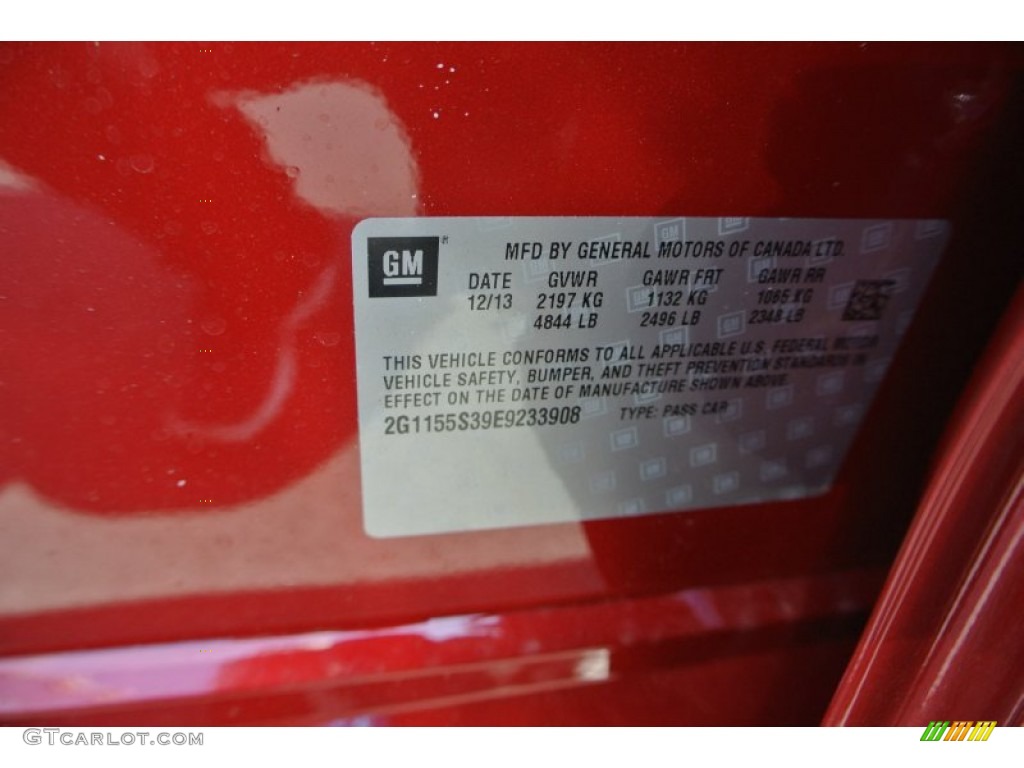 GM
MFD BY GENERAL MOTORS OF CANADA LTD.
DATE GVWR GAWR FRT GAWR RR
12/13 2197 KG 1132 KG 1065 KG
4844 LB 2496 LB 2348 LB
THIS VEHICLE CONFORMS TO ALL APPLICABLE U.S. FEDERAL MOTOR
VEHICLE SAFETY, BUMPER, AND THEFT PREVENTION STANDARDS IN
EFFECT ON THE DATE OF MANUFACTURE SHOWN ABOVE.
2G1155S39E9233908 TYPE: PASS CAR
GTCarlot.com